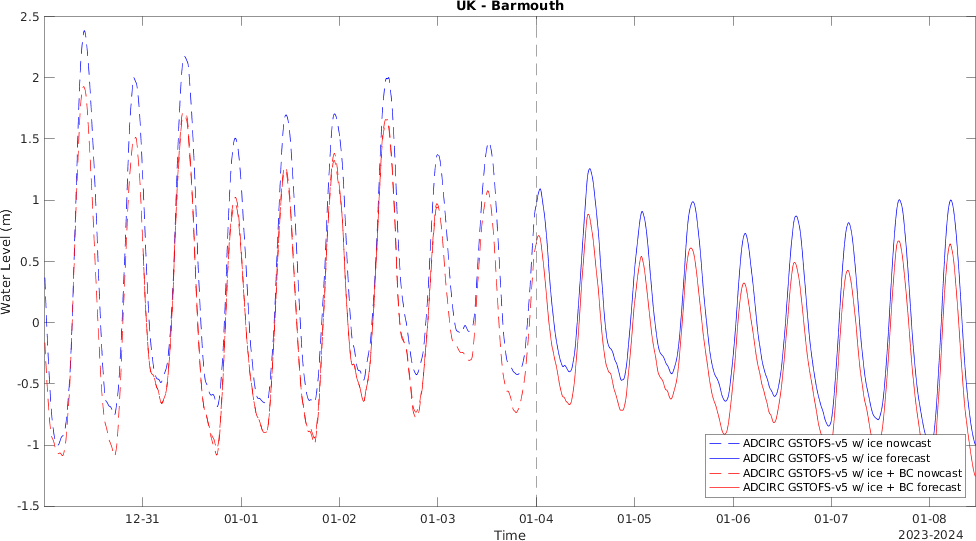 UK - Barmouth
2.5
2
1.5
1
0.5
0
-0.5
-1
-1.5
Water Level (m)
12-31
01-01
01-02
01-03
01-04
01-05
01-06
01-07
01-08
Time
2023-2024
ADCIRC GSTOFS-v5 w/ ice nowcast
ADCIRC GSTOFS-v5 w/ ice forecast
ADCIRC GSTOFS-v5 w/ ice + BC nowcast
ADCIRC GSTOFS-v5 w/ ice + BC forecast